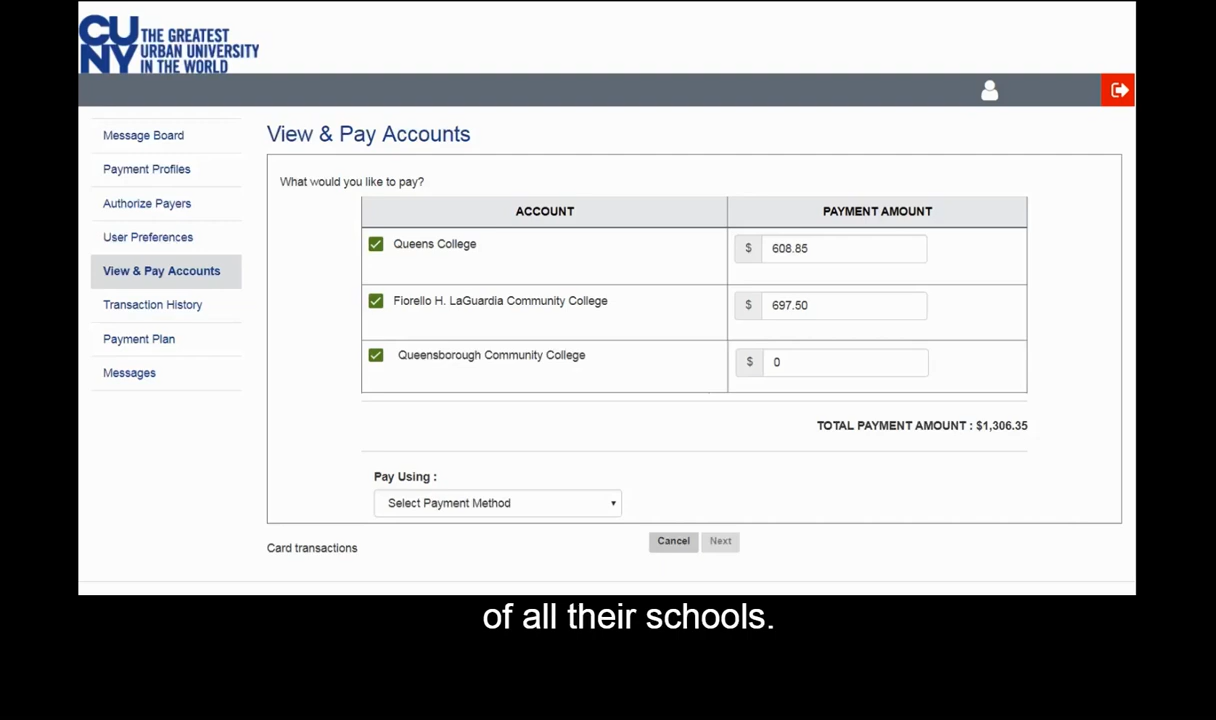 CU
NY
THE GREATEST
URBAN UNIVERSITY
IN THE WORLD
Message Board
Payment Profiles
Authorize Payers
User Preferences
View & Pay Accounts
Transaction History
Payment Plan
Messages
View & Pay Accounts
What would you like to pay?
ACCOUNT PAYMENT AMOUNT
Queens College $ 608.85
Fiorello H. LaGuardia Community College $ 697.50
Queensborough Community College $ 0
TOTAL PAYMENT AMOUNT : $1,306.35
Pay Using :
Select Payment Method
Cancel Next
Card transactions
of all their schools.